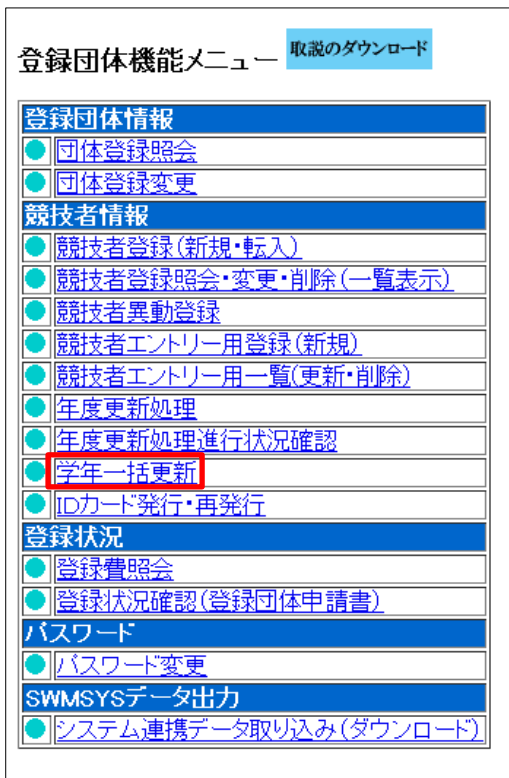 登録団体機能メニュー 取説のダウンロード
登録団体情報
団体登録照会
団体登録変更
競技者情報
競技者登録(新規・転入)
競技者登録照会・変更・削除(一覧表示)
競技者異動登録
競技者エントリー用登録(新規)
競技者エントリー用一覧(更新・削除)
年度更新処理
年度更新処理進行状況確認
学年一括更新
IDカード発行・再発行
登録状況
登録費照会
登録状況確認(登録団体申請書)
パスワード
パスワード変更
SWMSYSデータ出力
システム連携データ取り込み(ダウンロード)